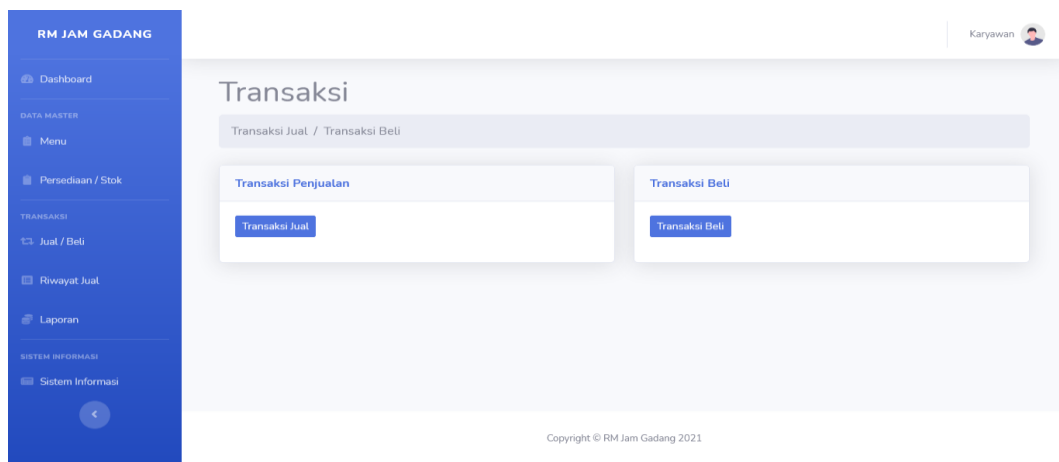 RM JAM GADANG
Dashboard
DATA MASTER
Menu
Persediaan / Stok
TRANSAKSI
Jual / Beli
Riwayat Jual
Laporan
SISTEM INFORMASI
Sistem Informasi
Karyawan
Transaksi
Transaksi Jual / Transaksi Beli
Transaksi Penjualan
Transaksi Jual
Transaksi Beli
Transaksi Beli
Copyright © RM Jam Gadang 2021